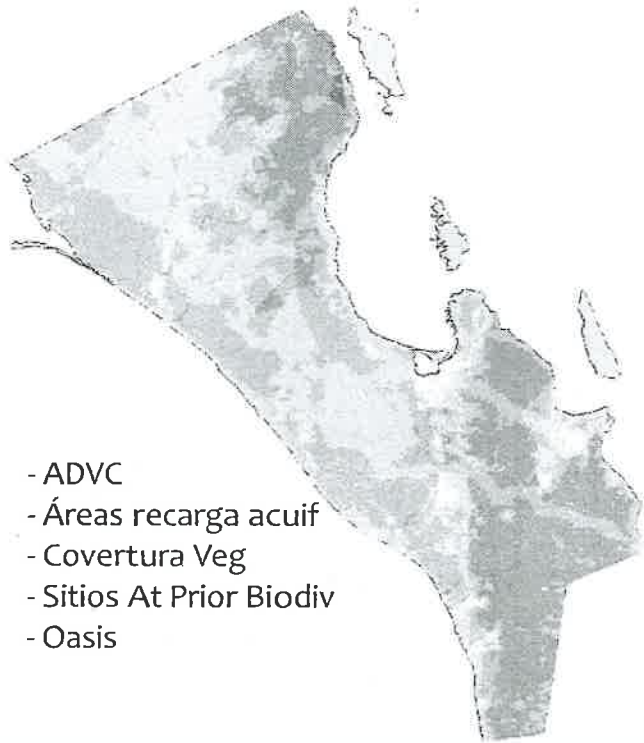 - ADVC
- Áreas recarga acuif
- Covertura Veg
- Sitios At Prior Biodiv
- Oasis